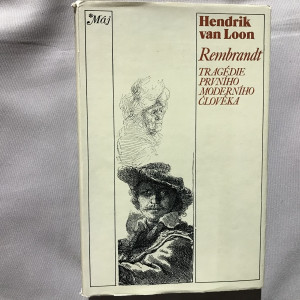 Máj
Hendrik
van Loon
Rembrandt
TRAGÉDIE
PRVNÍHO
MODERNÍHO
ČLOVĚKA